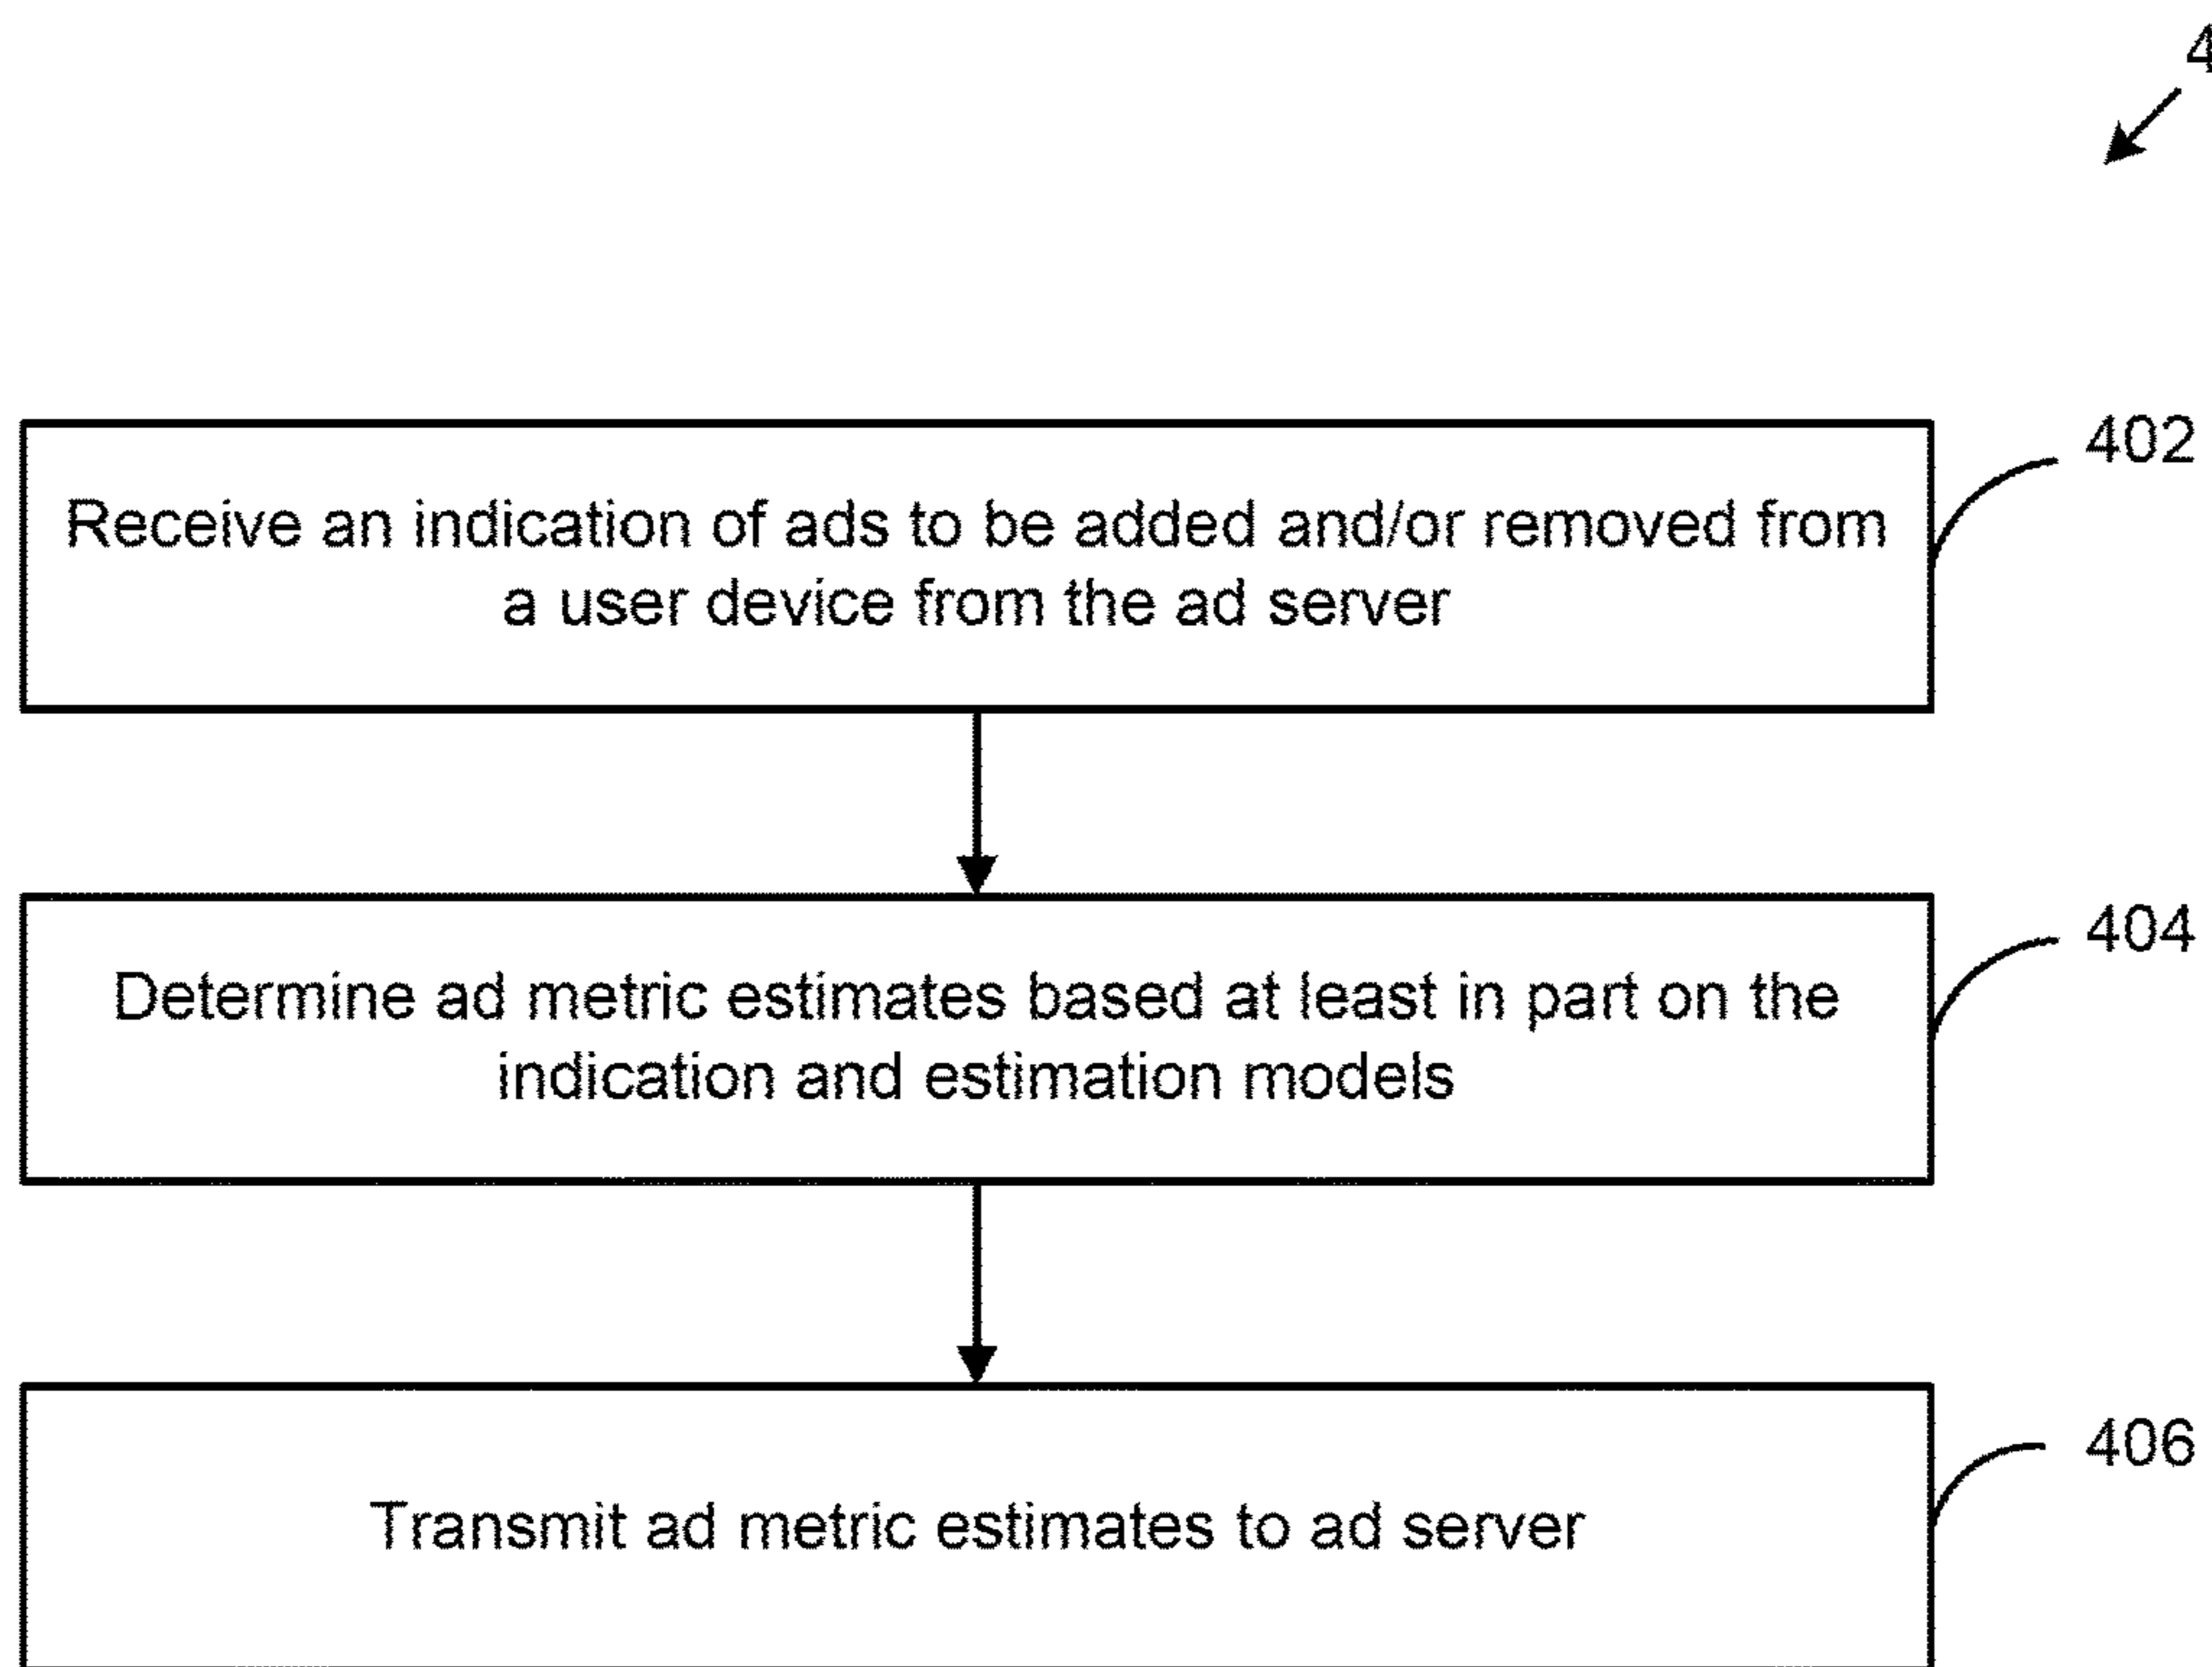 4
402
Receive an indication of ads to be added and/or removed from
a user device from the ad server
404
Determine ad metric estimates based at least in part on the
indication and estimation models
406
Transmit ad metric estimates to ad server